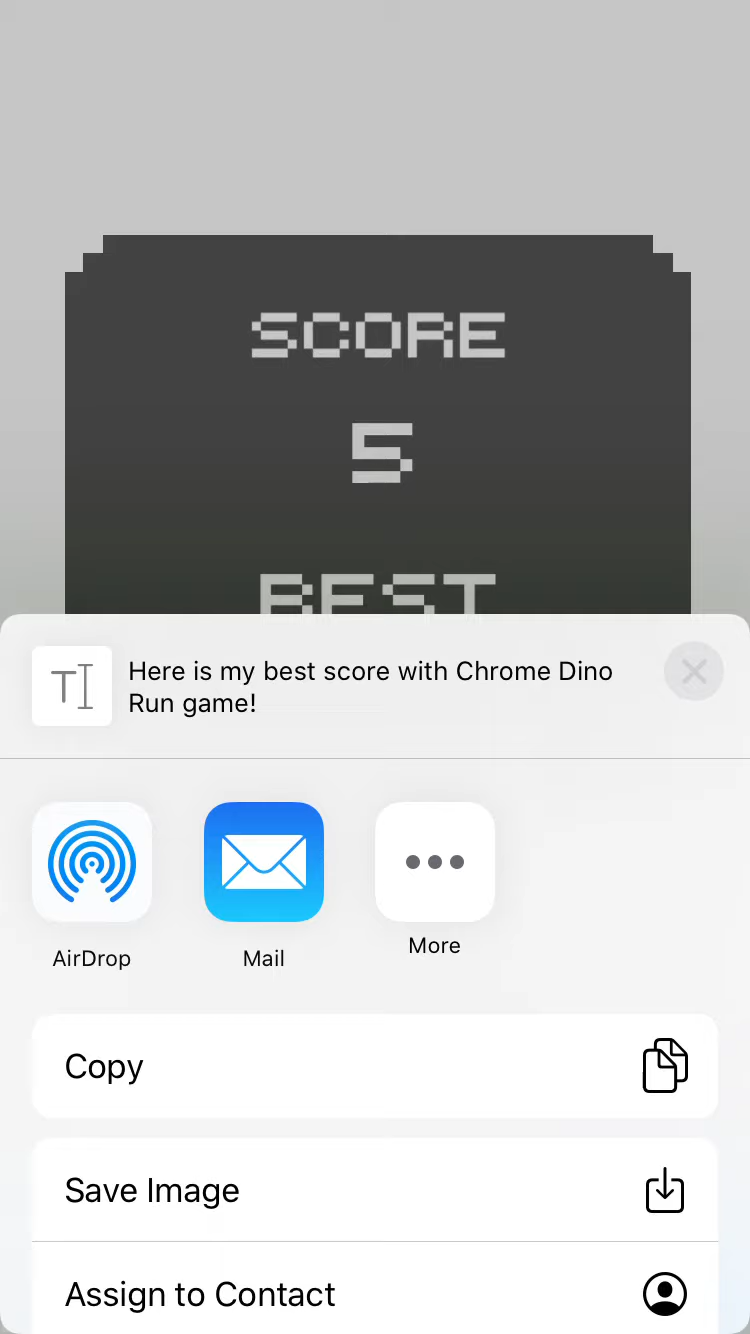 SCORE
5
BEST
Here is my best score with Chrome Dino
Run game!
AirDrop
Mail
More
Copy
Save Image
Assign to Contact